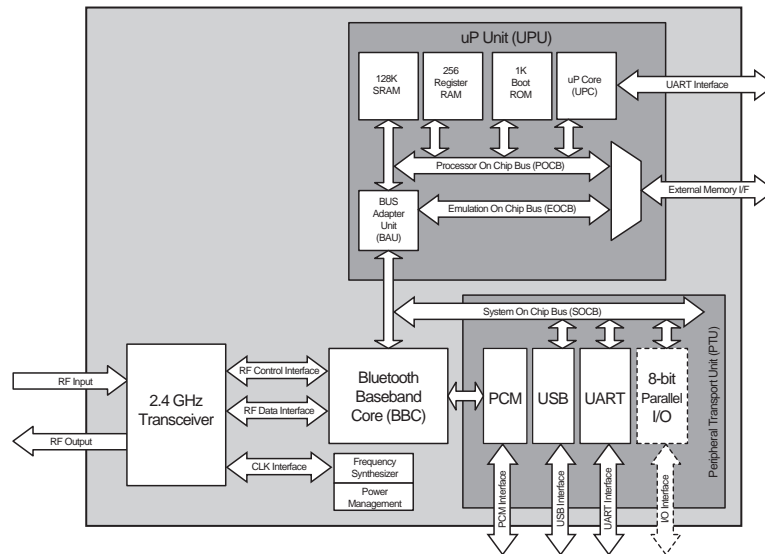 uP Unit (UPU)
128K
SRAM
256
Register
RAM
1K
Boot
ROM
uP Core
(UPC)
UART Interface
Processor On Chip Bus (POCB)
External Memory I/F
BUS
Adapter
Unit
(BAU)
Emulation On Chip Bus (EOCB)
System On Chip Bus (SOCB)
Peripheral Transport Unit (PTU)
RF Input
RF Output
2.4 GHz
Transceiver
RF Control Interface
RF Data Interface
CLK Interface
Bluetooth
Baseband
Core (BBC)
Frequency
Synthesizer
Power
Management
PCM
USB
UART
8-bit
Parallel
I/O
PCM Interface
USB Interface
UART Interface
I/O Interface